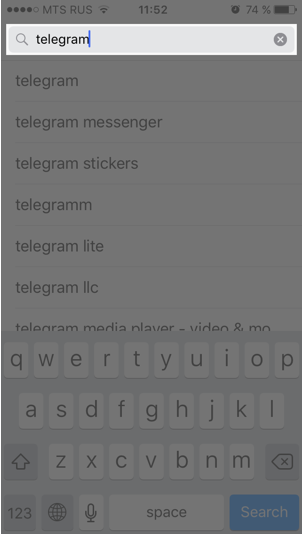 MTS RUS 11:52 74 %
telegram
telegram
telegram messenger
telegram stickers
telegramm
telegram lite
telegram llc
telegram media player - video & mo
q w e r t y u i o p
a s d f g h j k l
z x c v b n m
123 space Search